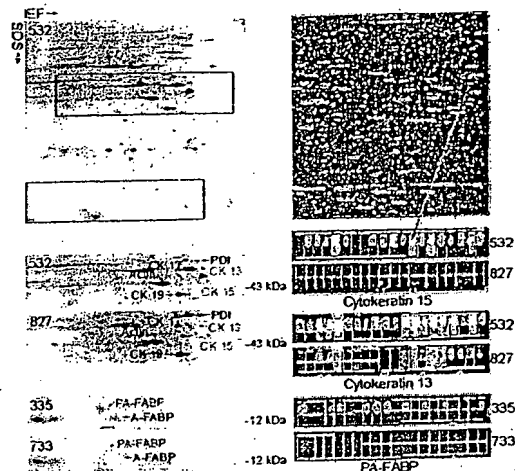 IEF→
SDS
532
532
PDI
CK 13
CK 19
CK 15
-43 kDa
827
PDI
CK 13
CK 15
-43 kDa
335
PA-FABP
A-FABP
-12 kDa
733
PA-FABP
A-FABP
-12 kDa
532
827
Cytokeratin 15
532
827
Cytokeratin 13
335
733
PA-FABP